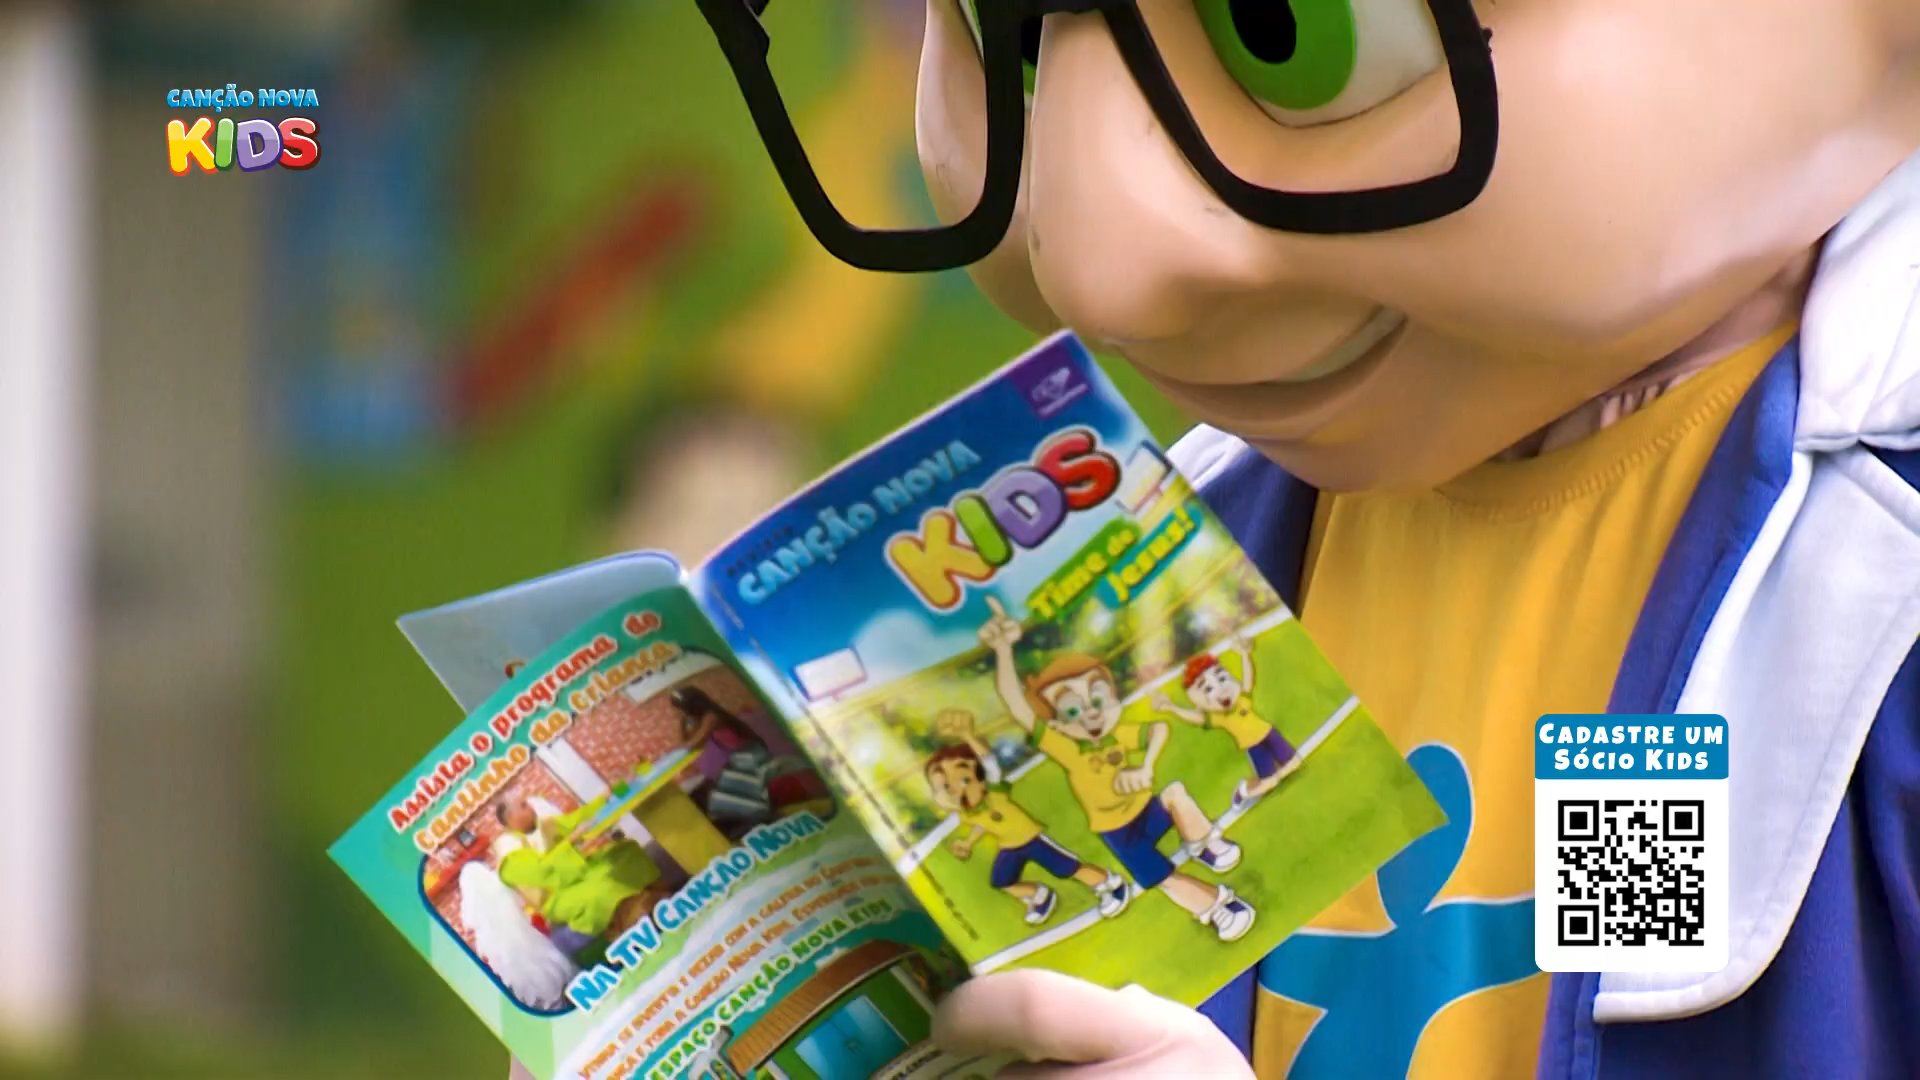 CANÇÃO NOVA
KIDS
REVISTA
CANÇÃO NOVA
KIDS
Time de
Jesus!
Assista o programa do
Cantinho da Criança
NA TV CANÇÃO NOVA
ESPAÇO CANÇÃO NOVA KIDS
CADASTRE UM
SÓCIO KIDS